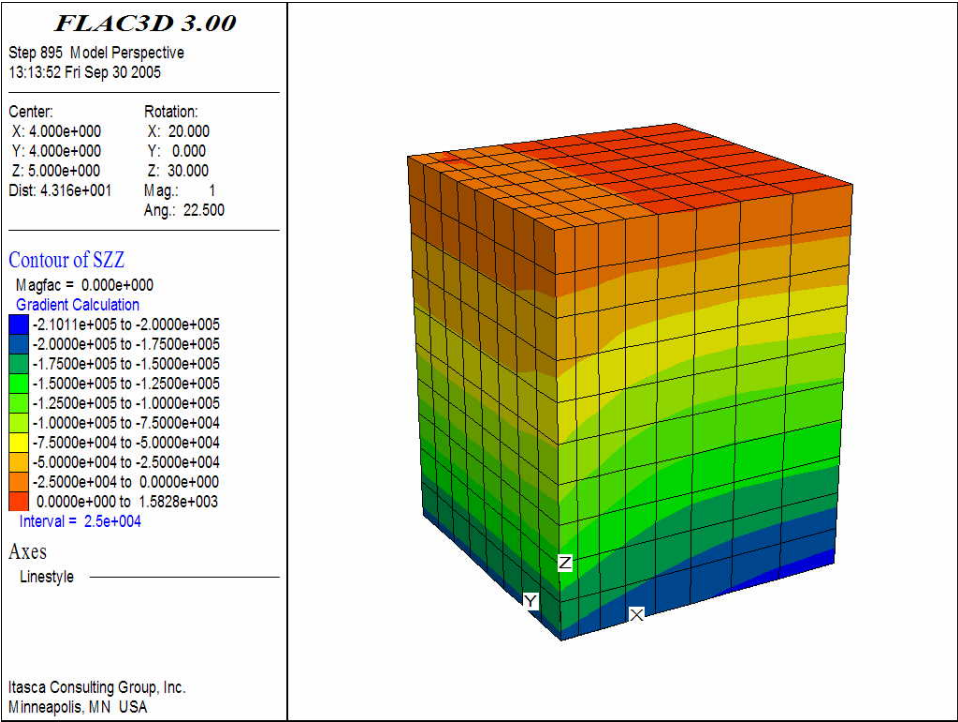 FLAC3D 3.00
Step 895 Model Perspective
13:13:52 Fri Sep 30 2005
Center: Rotation:
X: 4.000e+000 X: 20.000
Y: 4.000e+000 Y: 0.000
Z: 5.000e+000 Z: 30.000
Dist: 4.316e+001 Mag.: 1
Ang.: 22.500
Contour of SZZ
Magfac = 0.000e+000
Gradient Calculation
-2.1011e+005 to -2.0000e+005
-2.0000e+005 to -1.7500e+005
-1.7500e+005 to -1.5000e+005
-1.5000e+005 to -1.2500e+005
-1.2500e+005 to -1.0000e+005
-1.0000e+005 to -7.5000e+004
-7.5000e+004 to -5.0000e+004
-5.0000e+004 to -2.5000e+004
-2.5000e+004 to 0.0000e+000
0.0000e+000 to 1.5828e+003
Interval = 2.5e+004
Axes
Linestyle
Z
Y
X
Itasca Consulting Group, Inc.
Minneapolis, MN USA